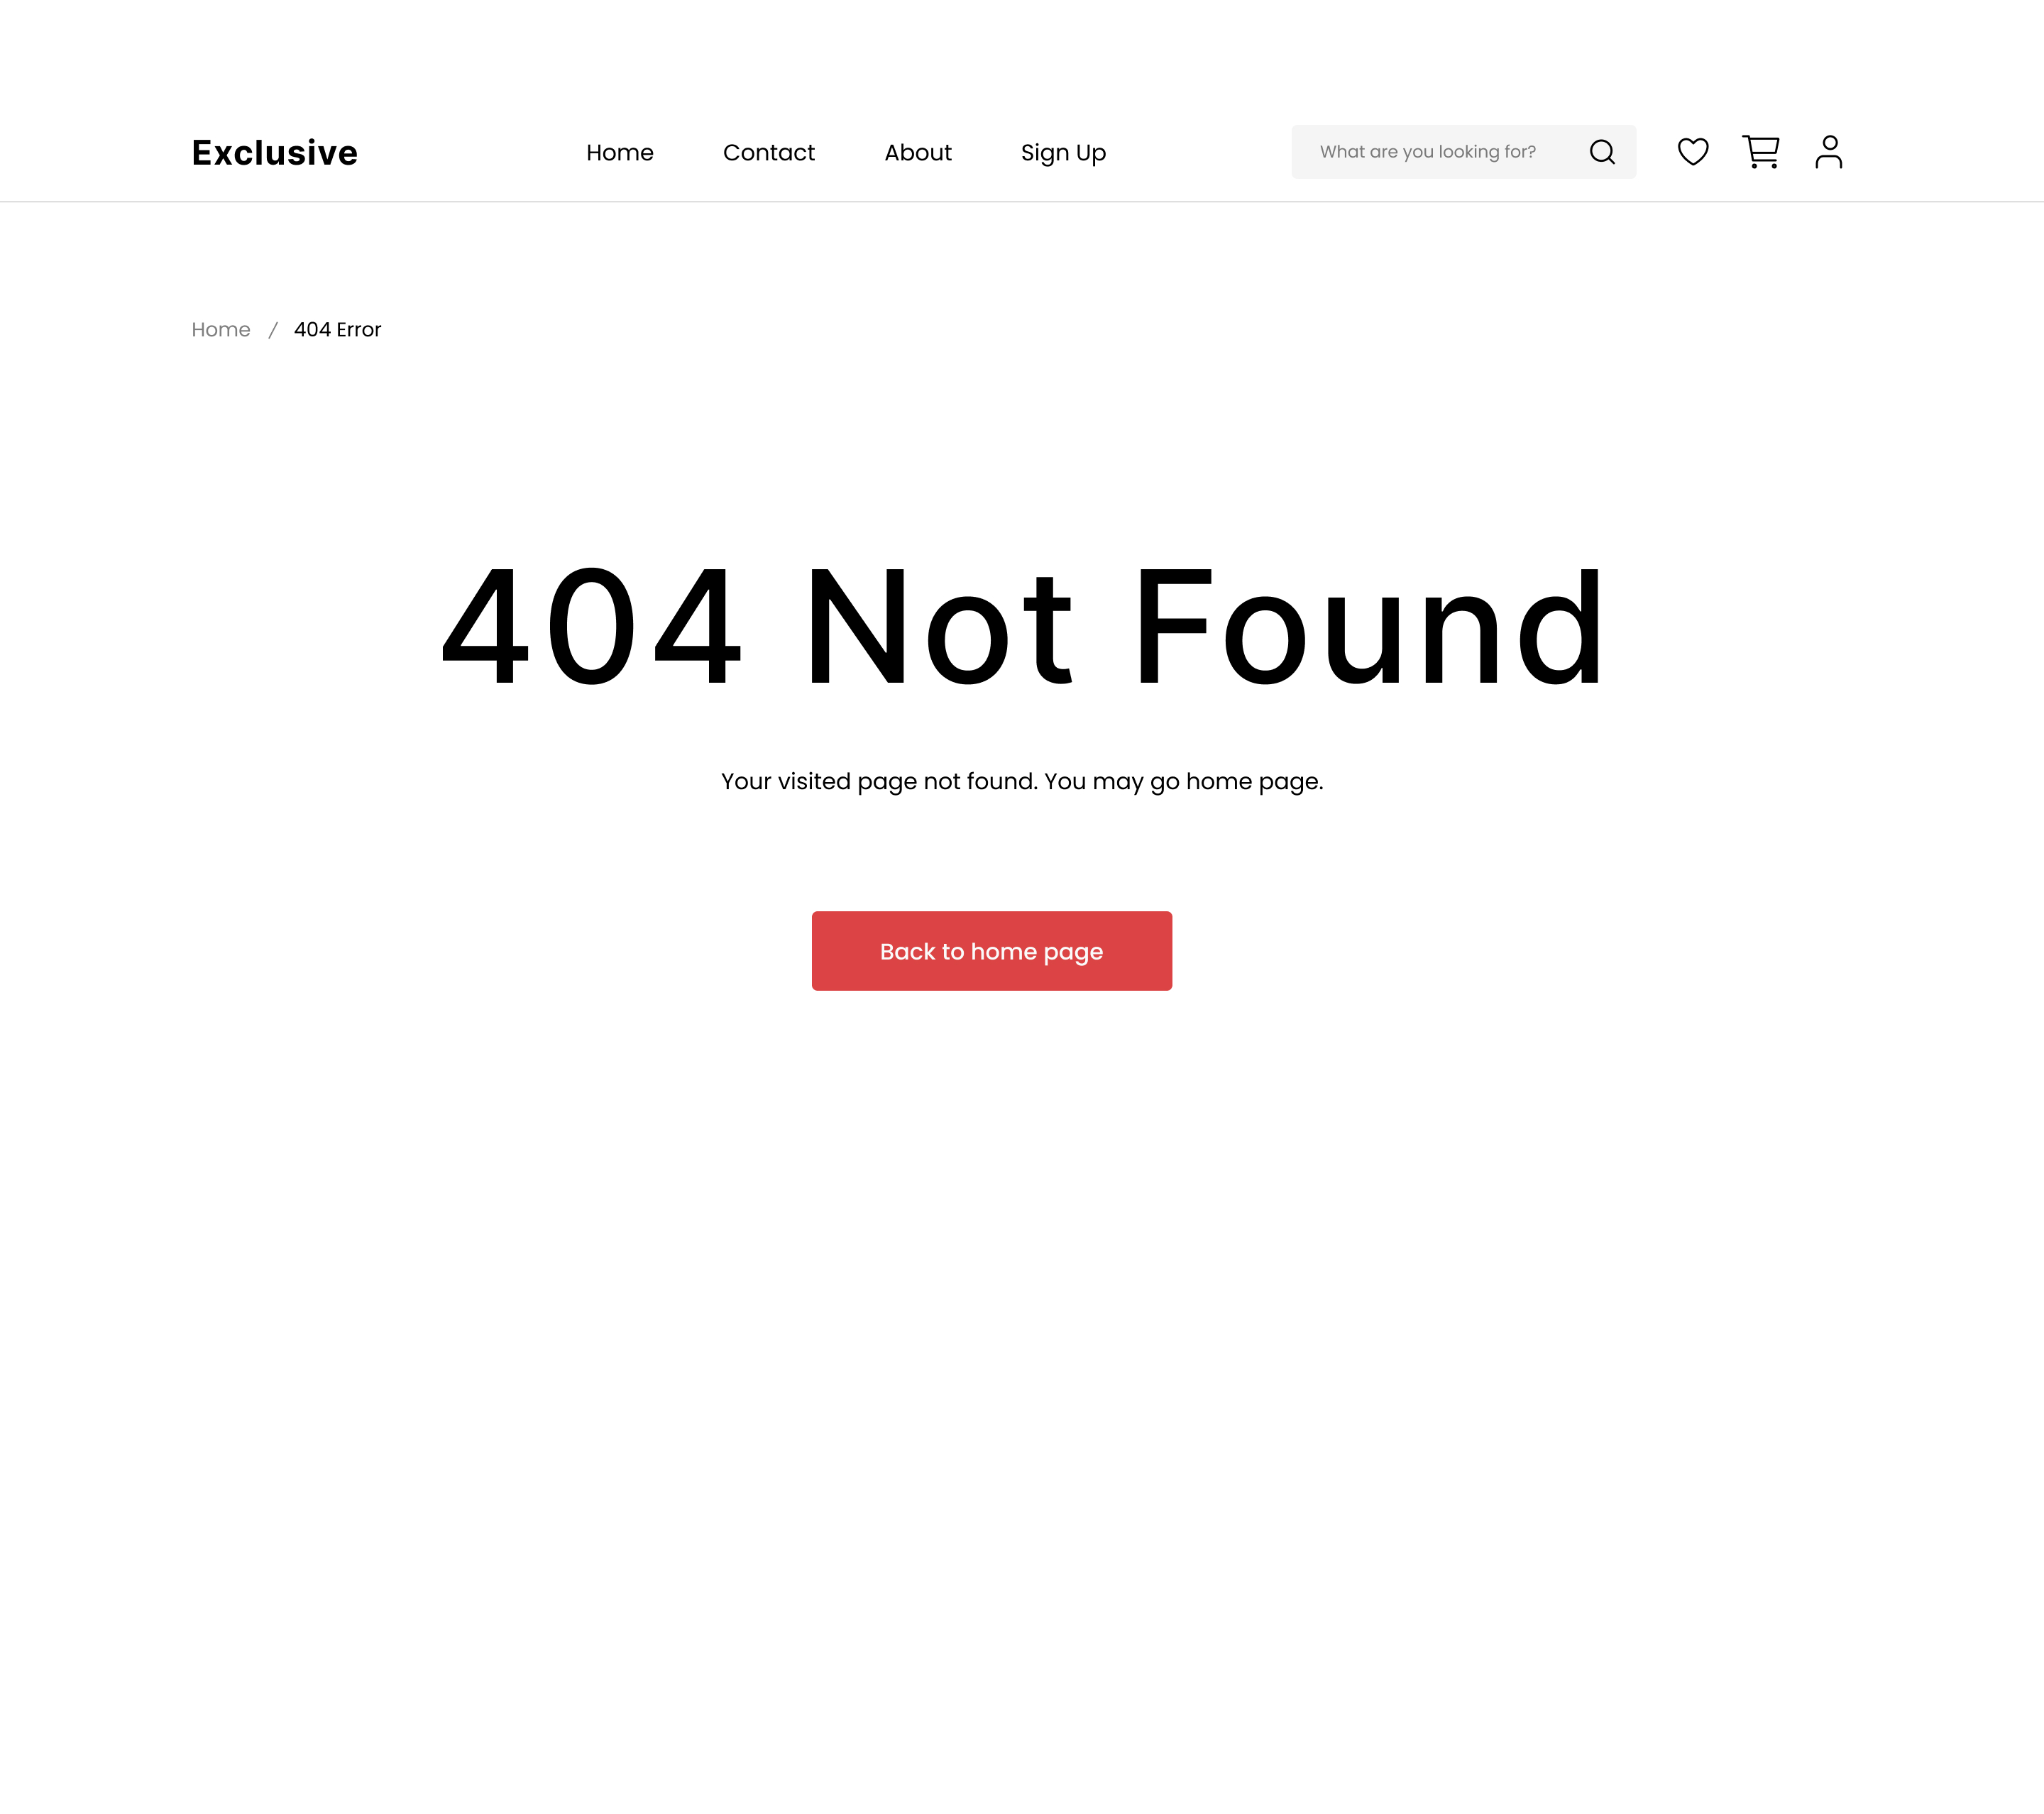 Exclusive
Home Contact About Sign Up
What are you looking for?
Home / 404 Error
404 Not Found
Your visited page not found. You may go home page.
Back to home page